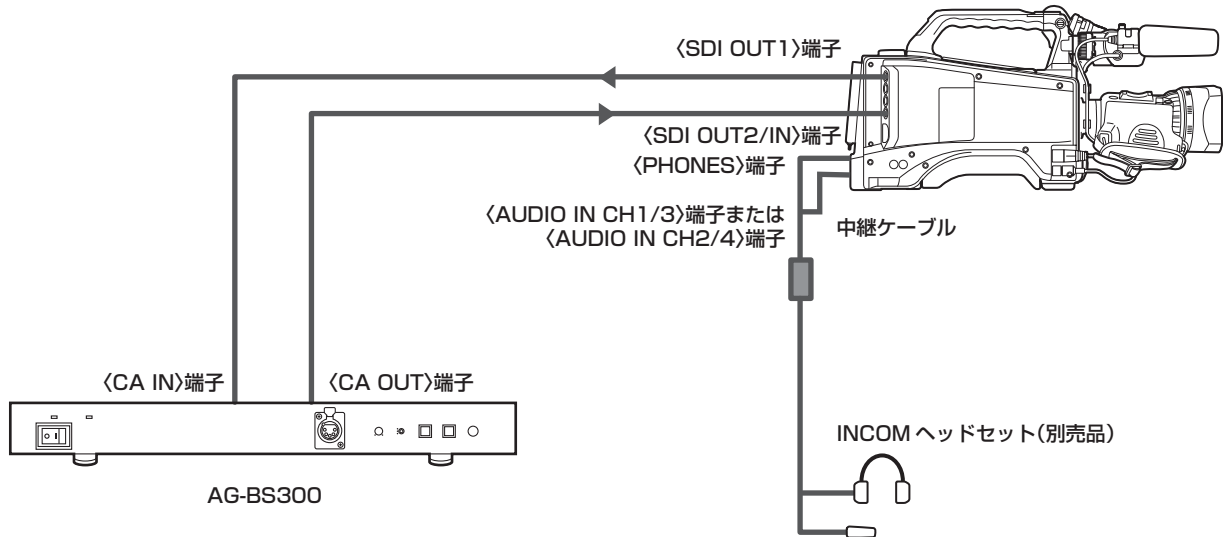 〈SDI OUT1〉端子
〈SDI OUT2/IN〉端子
〈PHONES〉端子
〈AUDIO IN CH1/3〉端子または
〈AUDIO IN CH2/4〉端子
中継ケーブル
〈CA IN〉端子
〈CA OUT〉端子
INCOM ヘッドセット(別売品)
AG-BS300